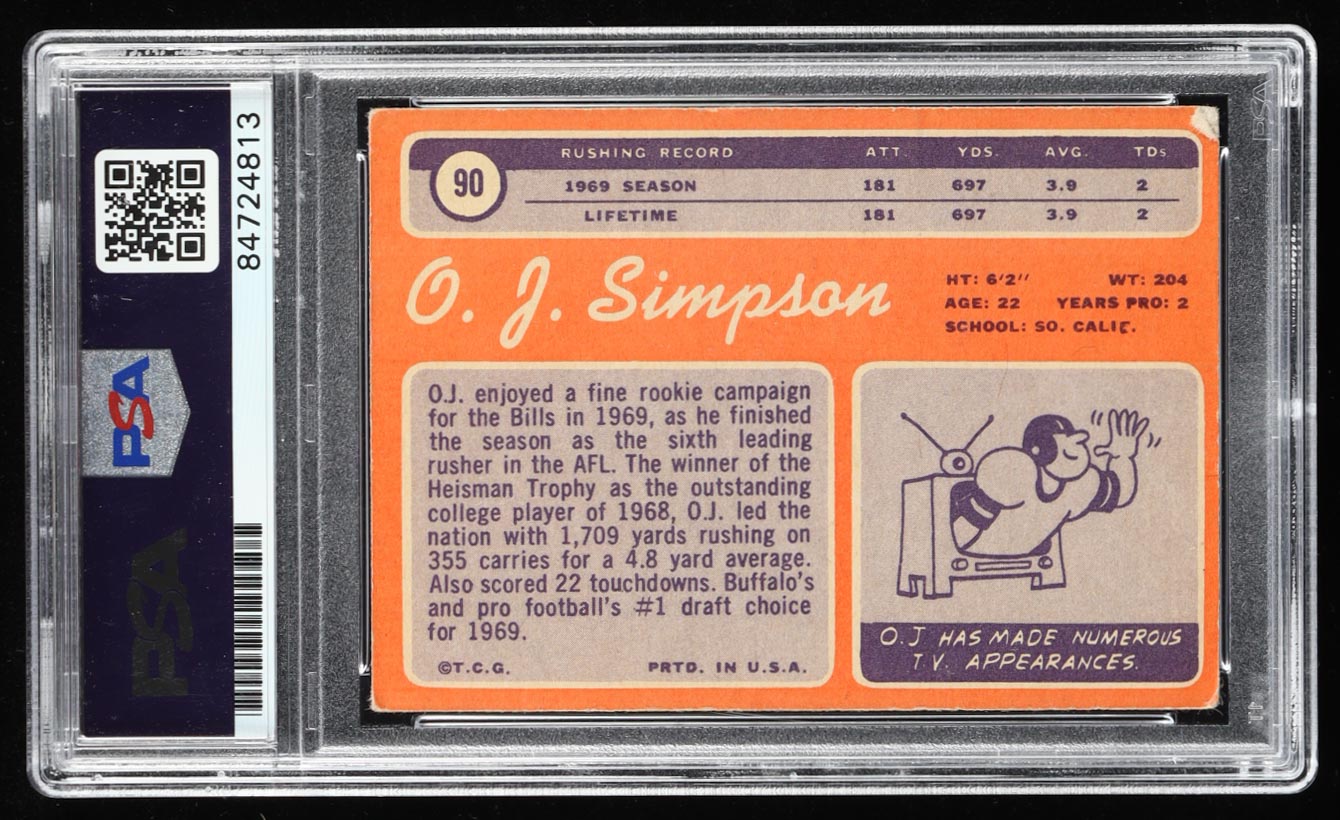 84724813
PSA
PSA
90
RUSHING RECORD ATT. YDS. AVG. TDs
1969 SEASON 181 697 3.9 2
LIFETIME 181 697 3.9 2
O. J. Simpson
HT: 6'2'' WT: 204
AGE: 22 YEARS PRO: 2
SCHOOL: SO. CALIF.
O.J. enjoyed a fine rookie campaign
for the Bills in 1969, as he finished
the season as the sixth leading
rusher in the AFL. The winner of the
Heisman Trophy as the outstanding
college player of 1968, O.J. led the
nation with 1,709 yards rushing on
355 carries for a 4.8 yard average.
Also scored 22 touchdowns. Buffalo's
and pro football's #1 draft choice
for 1969.
©T.C.G. PRTD. IN U.S.A.
O.J HAS MADE NUMEROUS
T V. APPEARANCES.
PSA